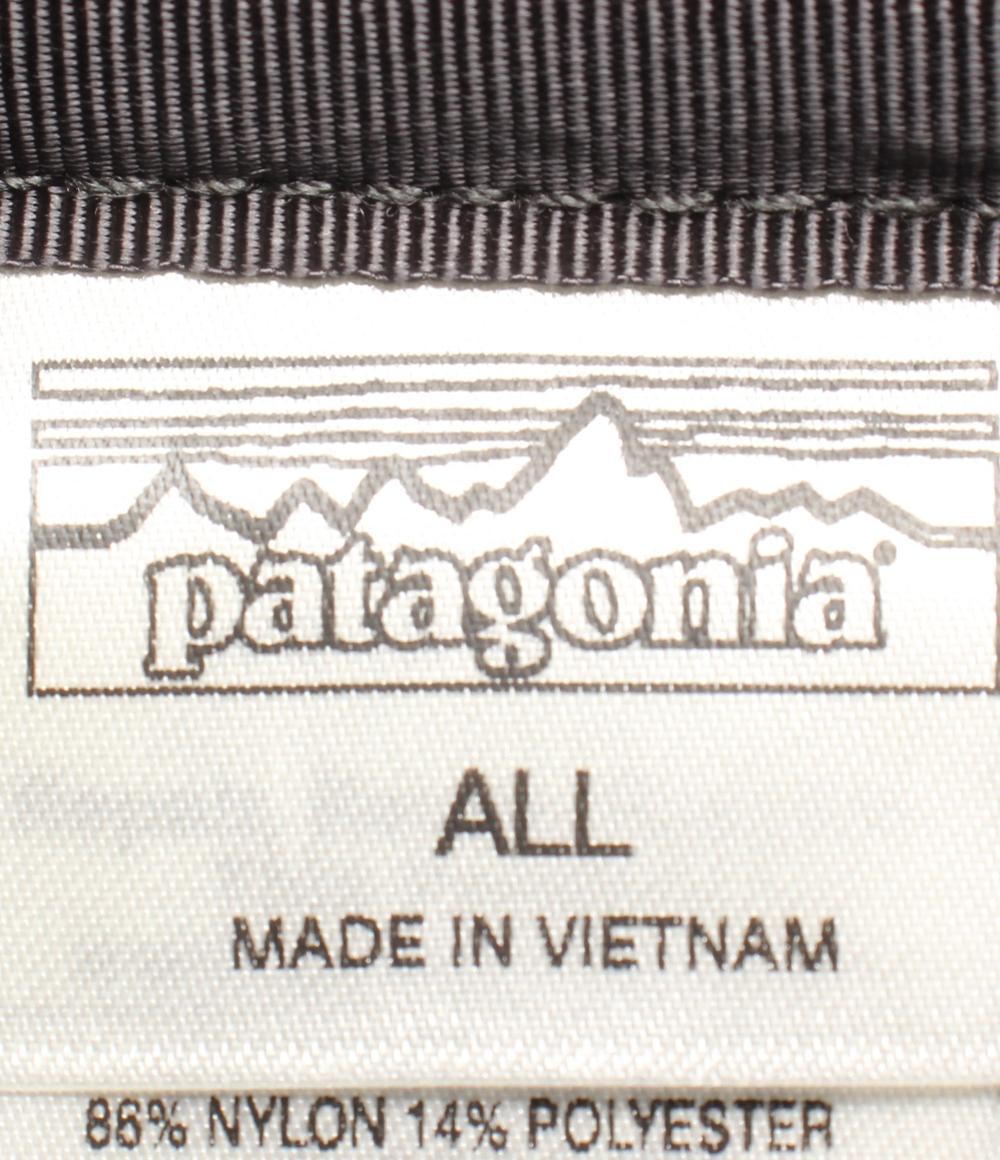 patagonia®
ALL
MADE IN VIETNAM
86% NYLON 14% POLYESTER